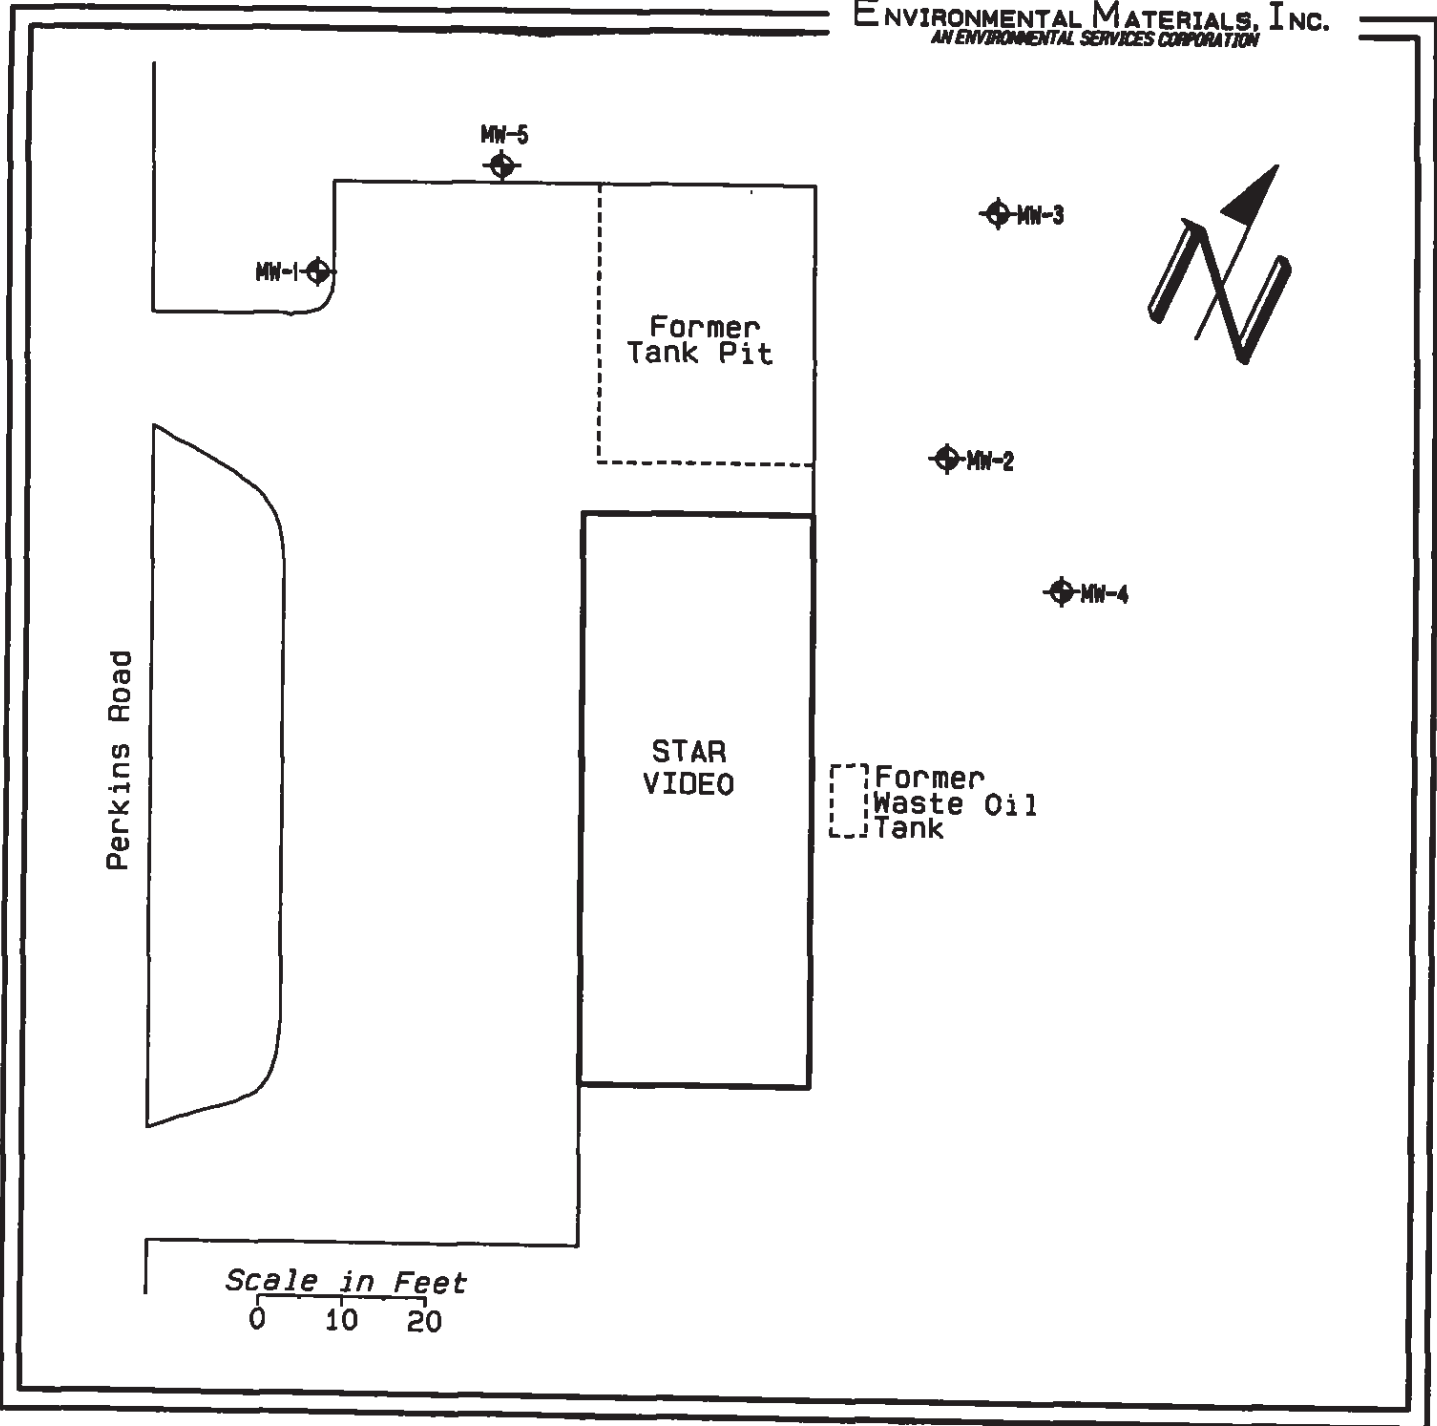 ENVIRONMENTAL MATERIALS, INC.
AN ENVIRONMENTAL SERVICES CORPORATION
MW-5
MW-3
MW-1
N
Former
Tank Pit
MW-2
MW-4
Perkins Road
STAR
VIDEO
Former
Waste Oil
Tank
Scale in Feet
0 10 20